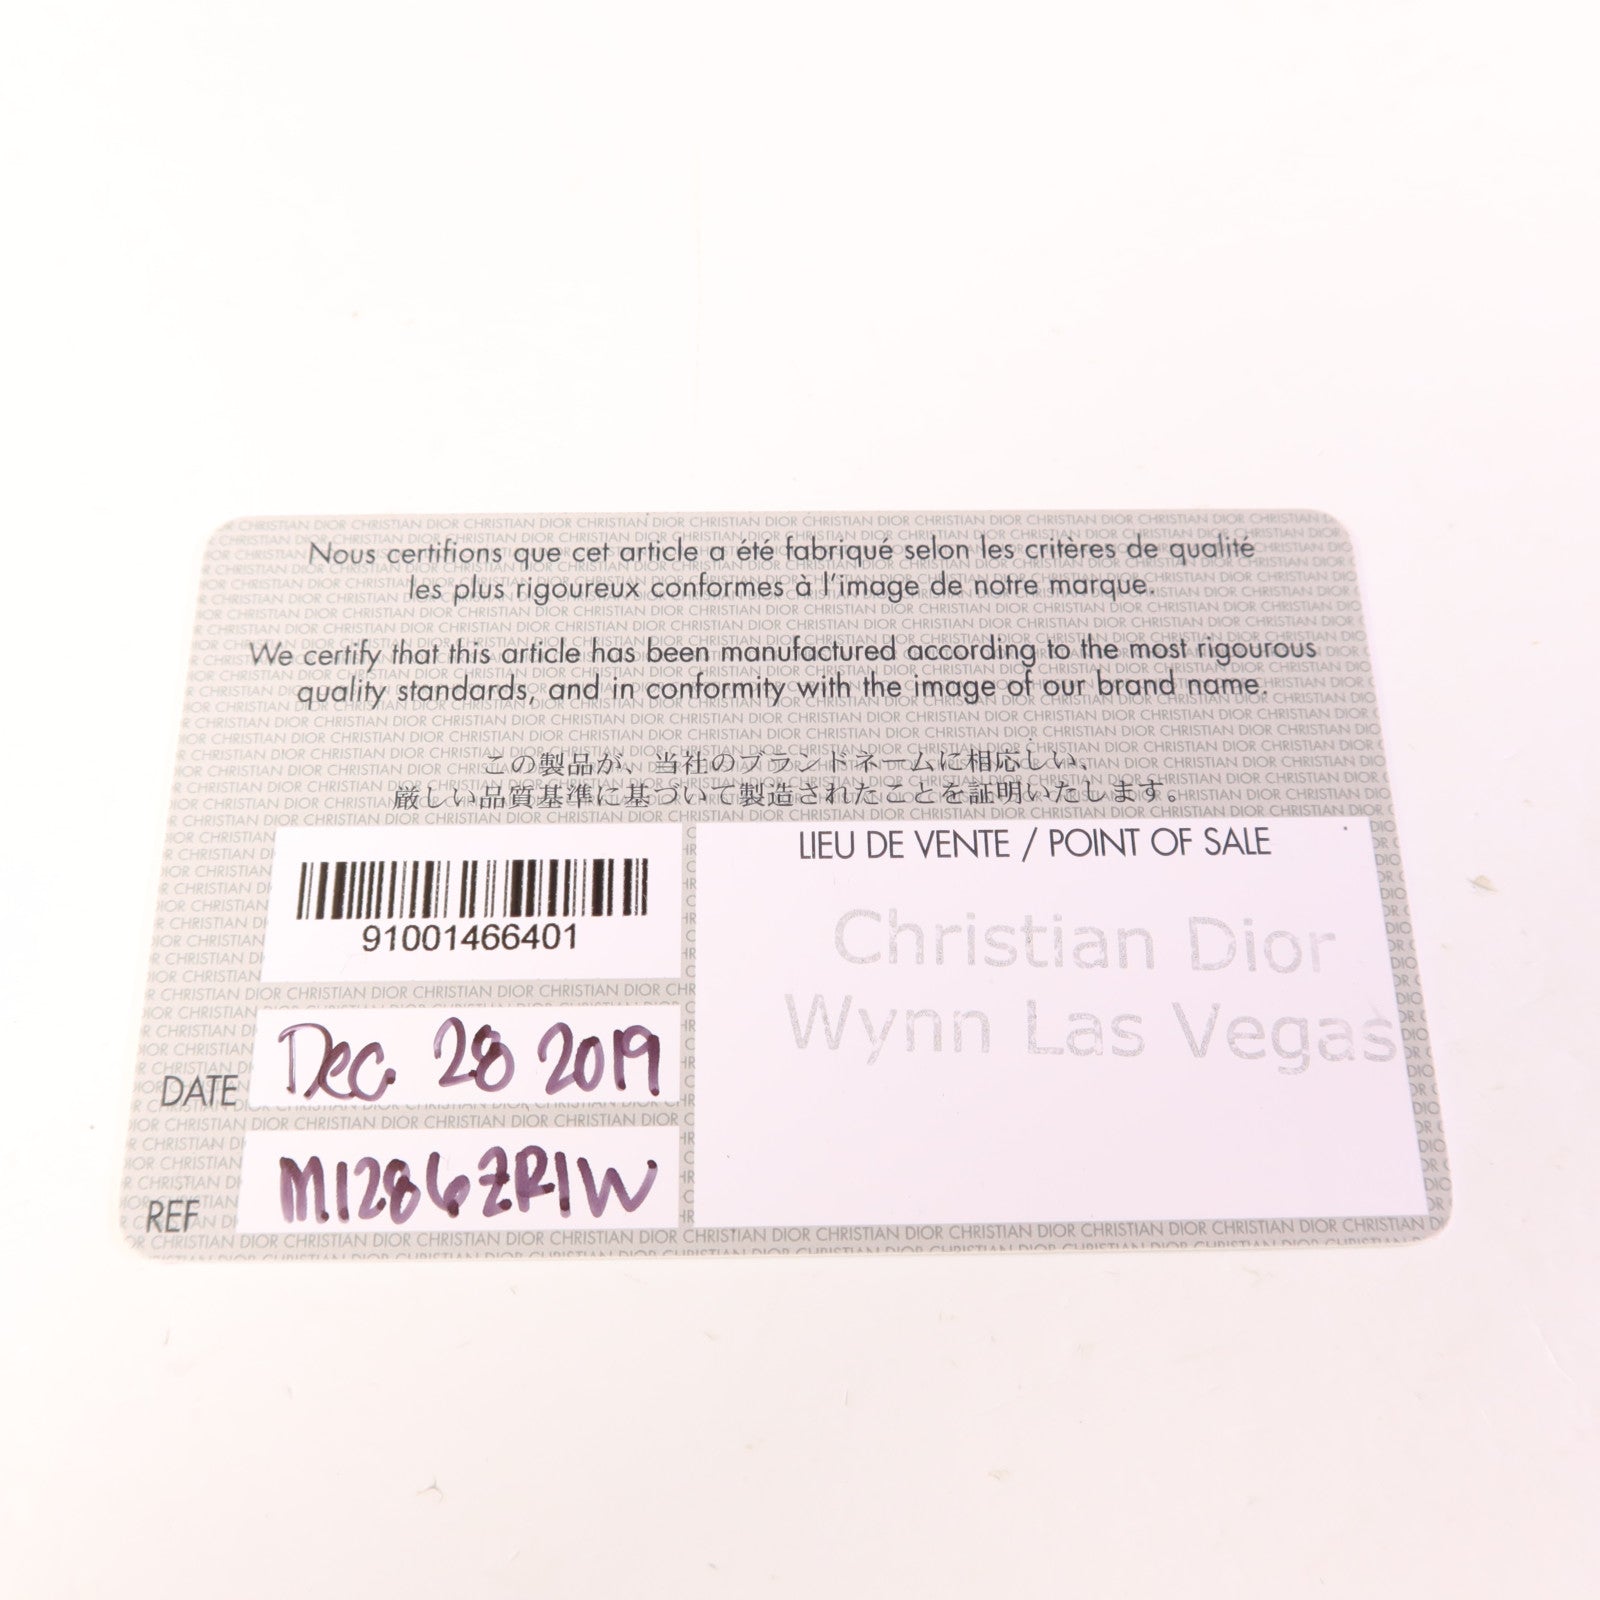 Nous certifions que cet article a été fabriqué selon les critères de qualité
les plus rigoureux conformes à l'image de notre marque.
We certify that this article has been manufactured according to the most rigourous
quality standards, and in conformity with the image of our brand name.
この製品が、当社のブランドネームに相応しい、
厳しい品質基準に基づいて製造されたことを証明いたします。
91001466401
DATE Dec. 28 2019
REF M1286ZRIW
LIEU DE VENTE / POINT OF SALE
Christian Dior
Wynn Las Vegas